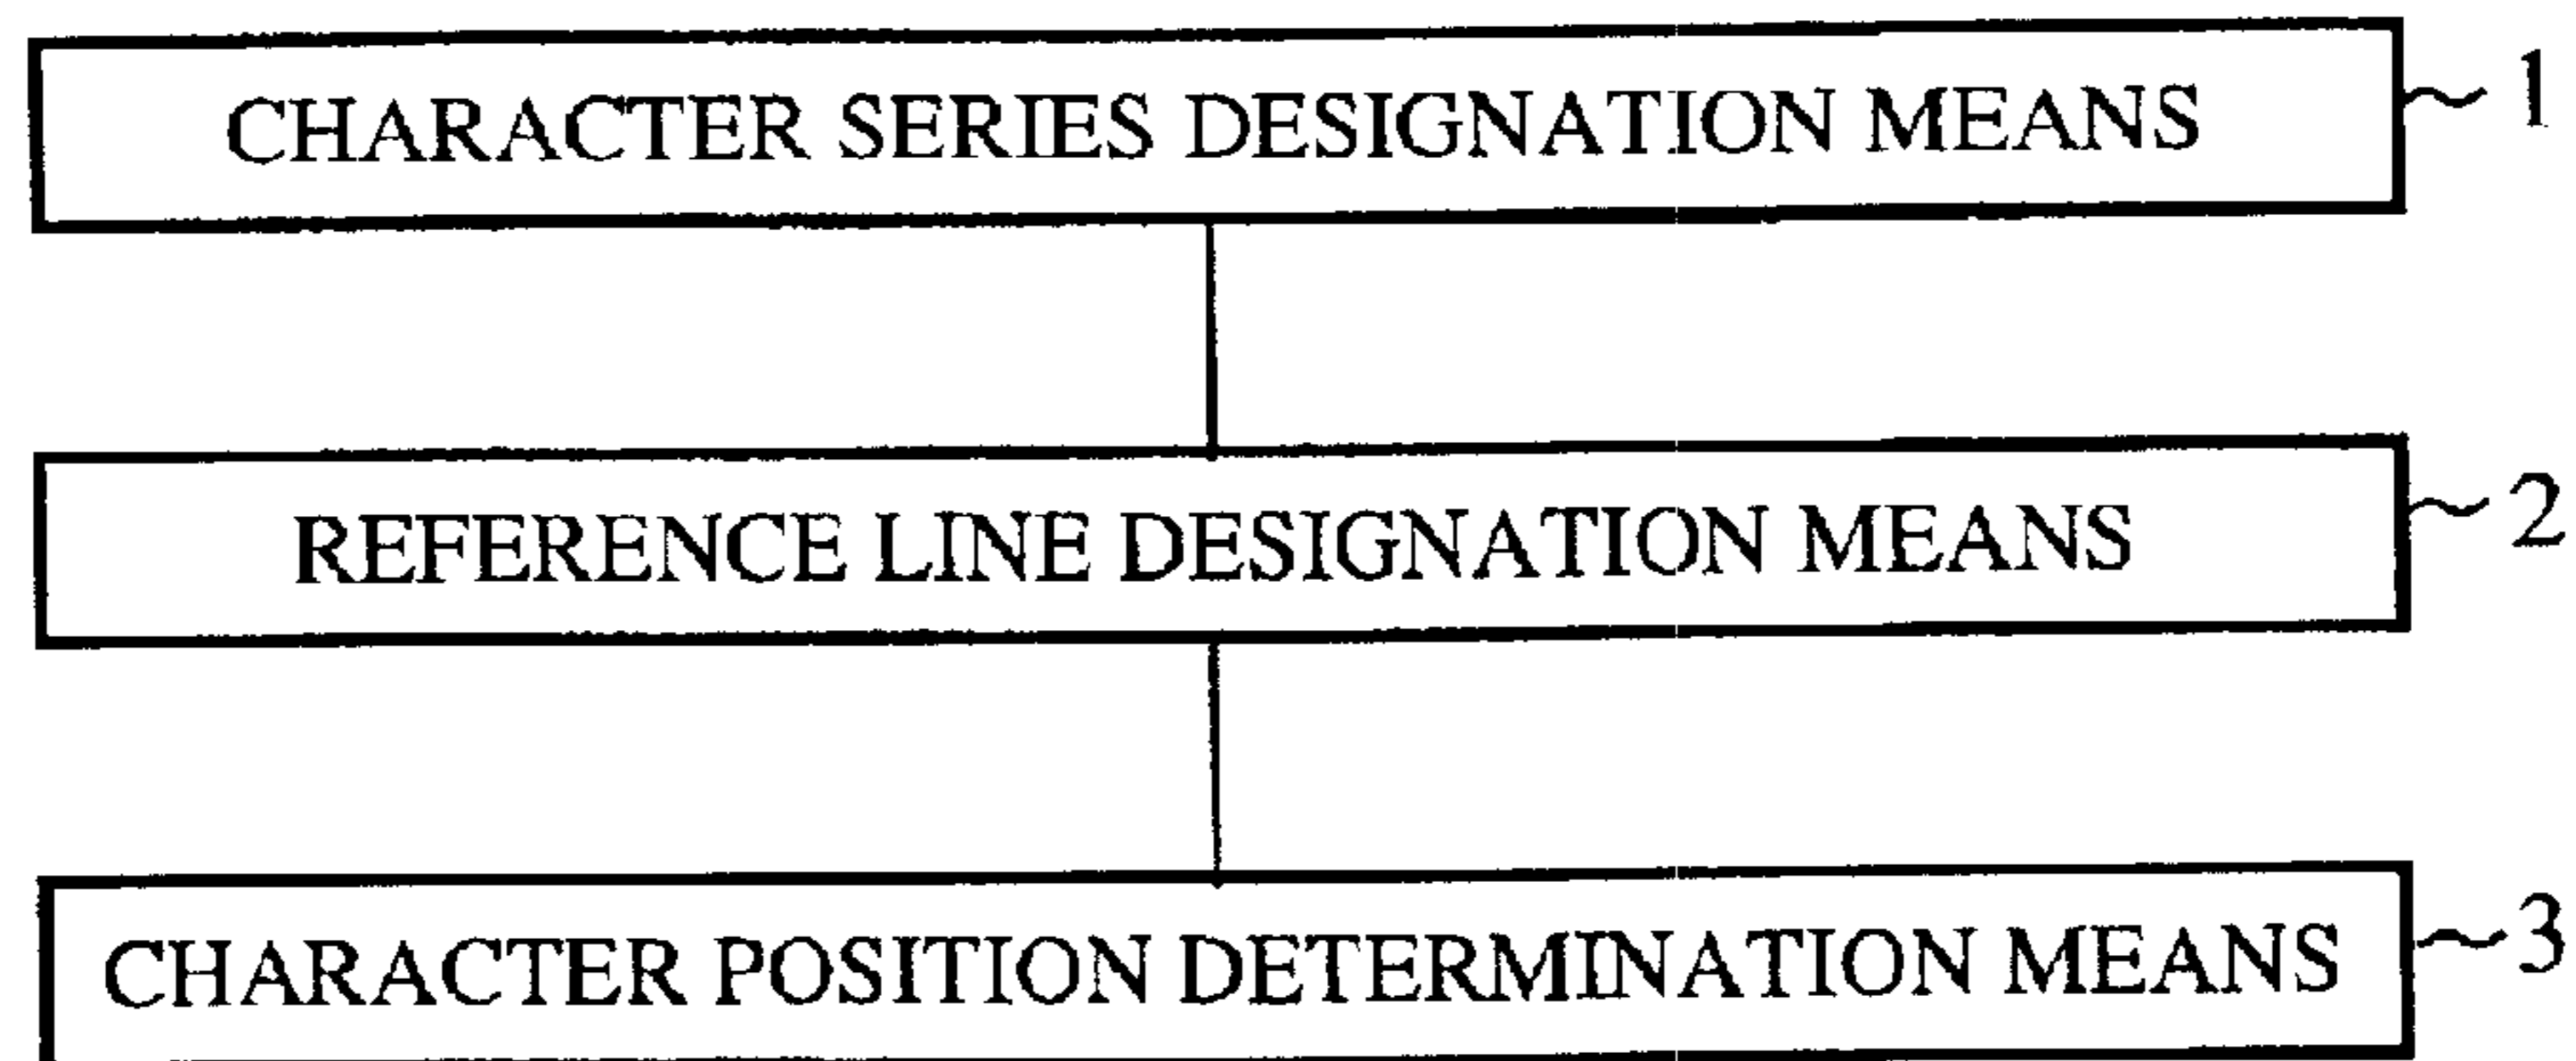 CHARACTER SERIES DESIGNATION MEANS ~1
REFERENCE LINE DESIGNATION MEANS ~2
CHARACTER POSITION DETERMINATION MEANS ~3